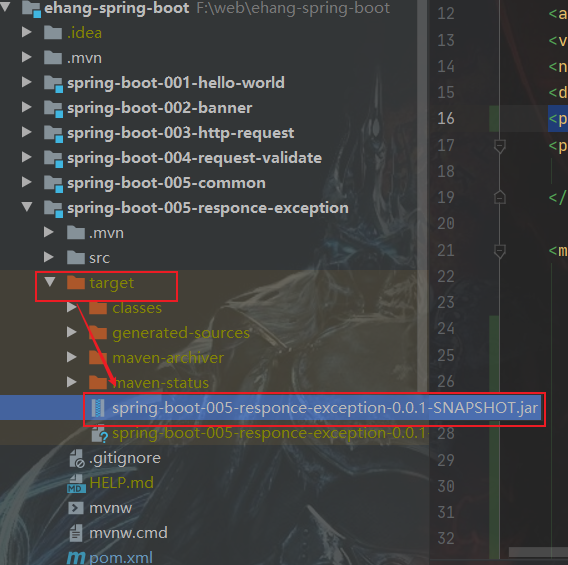 ehang-spring-boot F:\web\ehang-spring-boot
.idea
.mvn
spring-boot-001-hello-world
spring-boot-002-banner
spring-boot-003-http-request
spring-boot-004-request-validate
spring-boot-005-common
spring-boot-005-responce-exception
.mvn
src
target
classes
generated-sources
maven-archiver
maven-status
spring-boot-005-responce-exception-0.0.1-SNAPSHOT.jar
spring-boot-005-responce-exception-0.0.1
.gitignore
MD HELP.md
mvnw
mvnw.cmd
pom.xml
12 <a
13 <v
14 <n
15 <d
16 <p
17 <p
18
19 </
20
21 <m
22
23
24
25
26
28
29
30
31
32